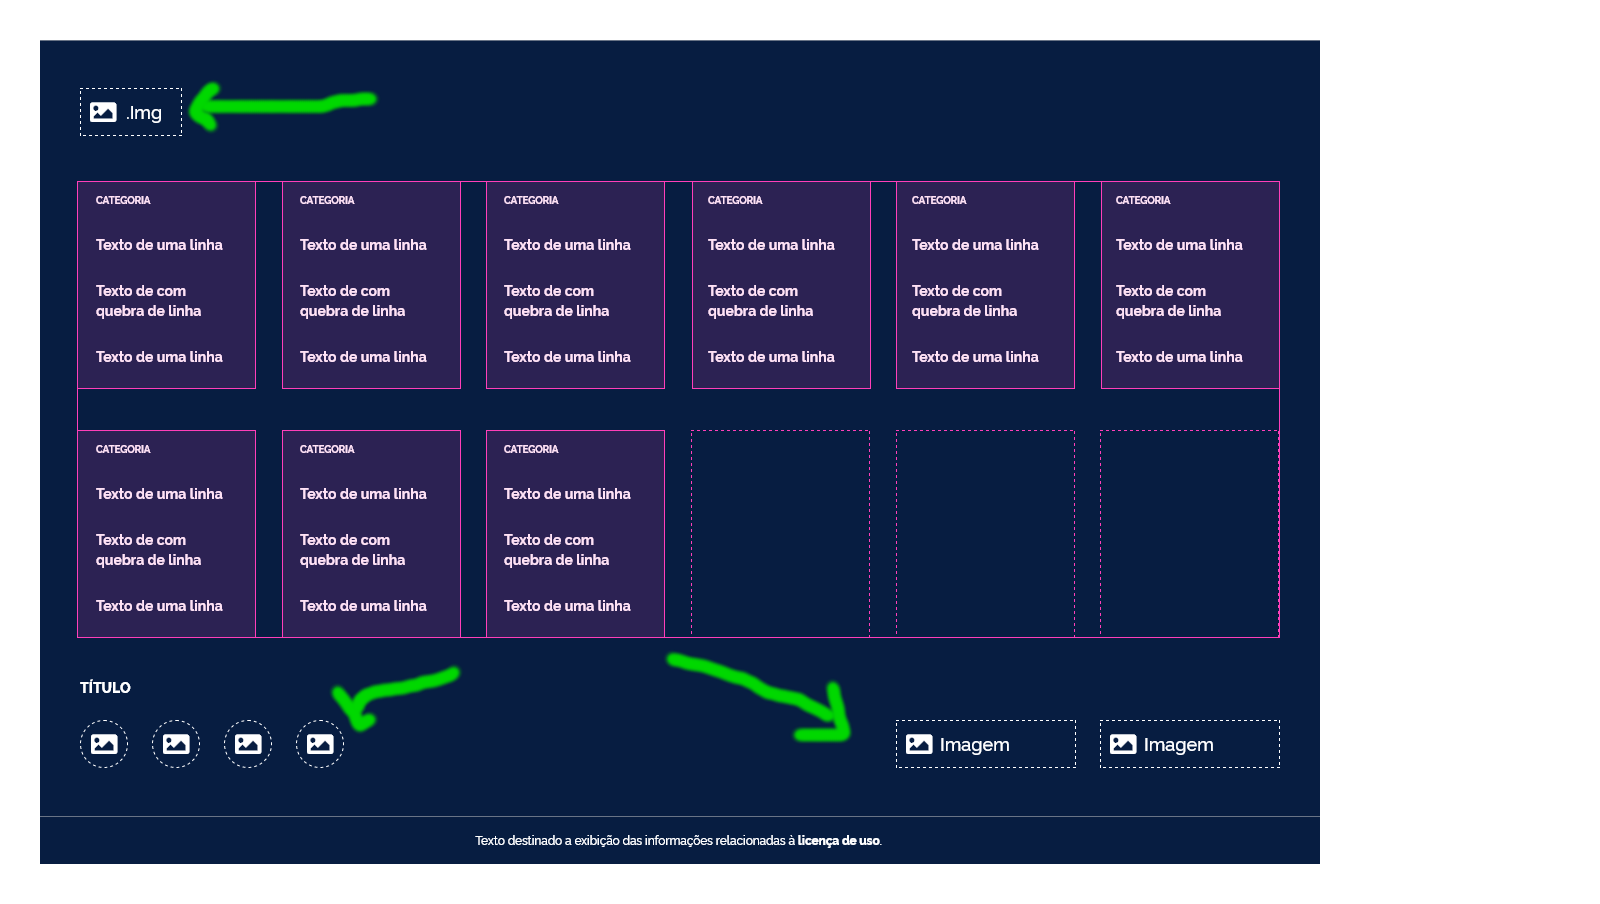 .Img
CATEGORIA
Texto de uma linha
Texto de com
quebra de linha
Texto de uma linha
CATEGORIA
Texto de uma linha
Texto de com
quebra de linha
Texto de uma linha
CATEGORIA
Texto de uma linha
Texto de com
quebra de linha
Texto de uma linha
CATEGORIA
Texto de uma linha
Texto de com
quebra de linha
Texto de uma linha
CATEGORIA
Texto de uma linha
Texto de com
quebra de linha
Texto de uma linha
CATEGORIA
Texto de uma linha
Texto de com
quebra de linha
Texto de uma linha
CATEGORIA
Texto de uma linha
Texto de com
quebra de linha
Texto de uma linha
CATEGORIA
Texto de uma linha
Texto de com
quebra de linha
Texto de uma linha
CATEGORIA
Texto de uma linha
Texto de com
quebra de linha
Texto de uma linha
TÍTULO
Imagem
Imagem
Texto destinado a exibição das informações relacionadas à licença de uso.